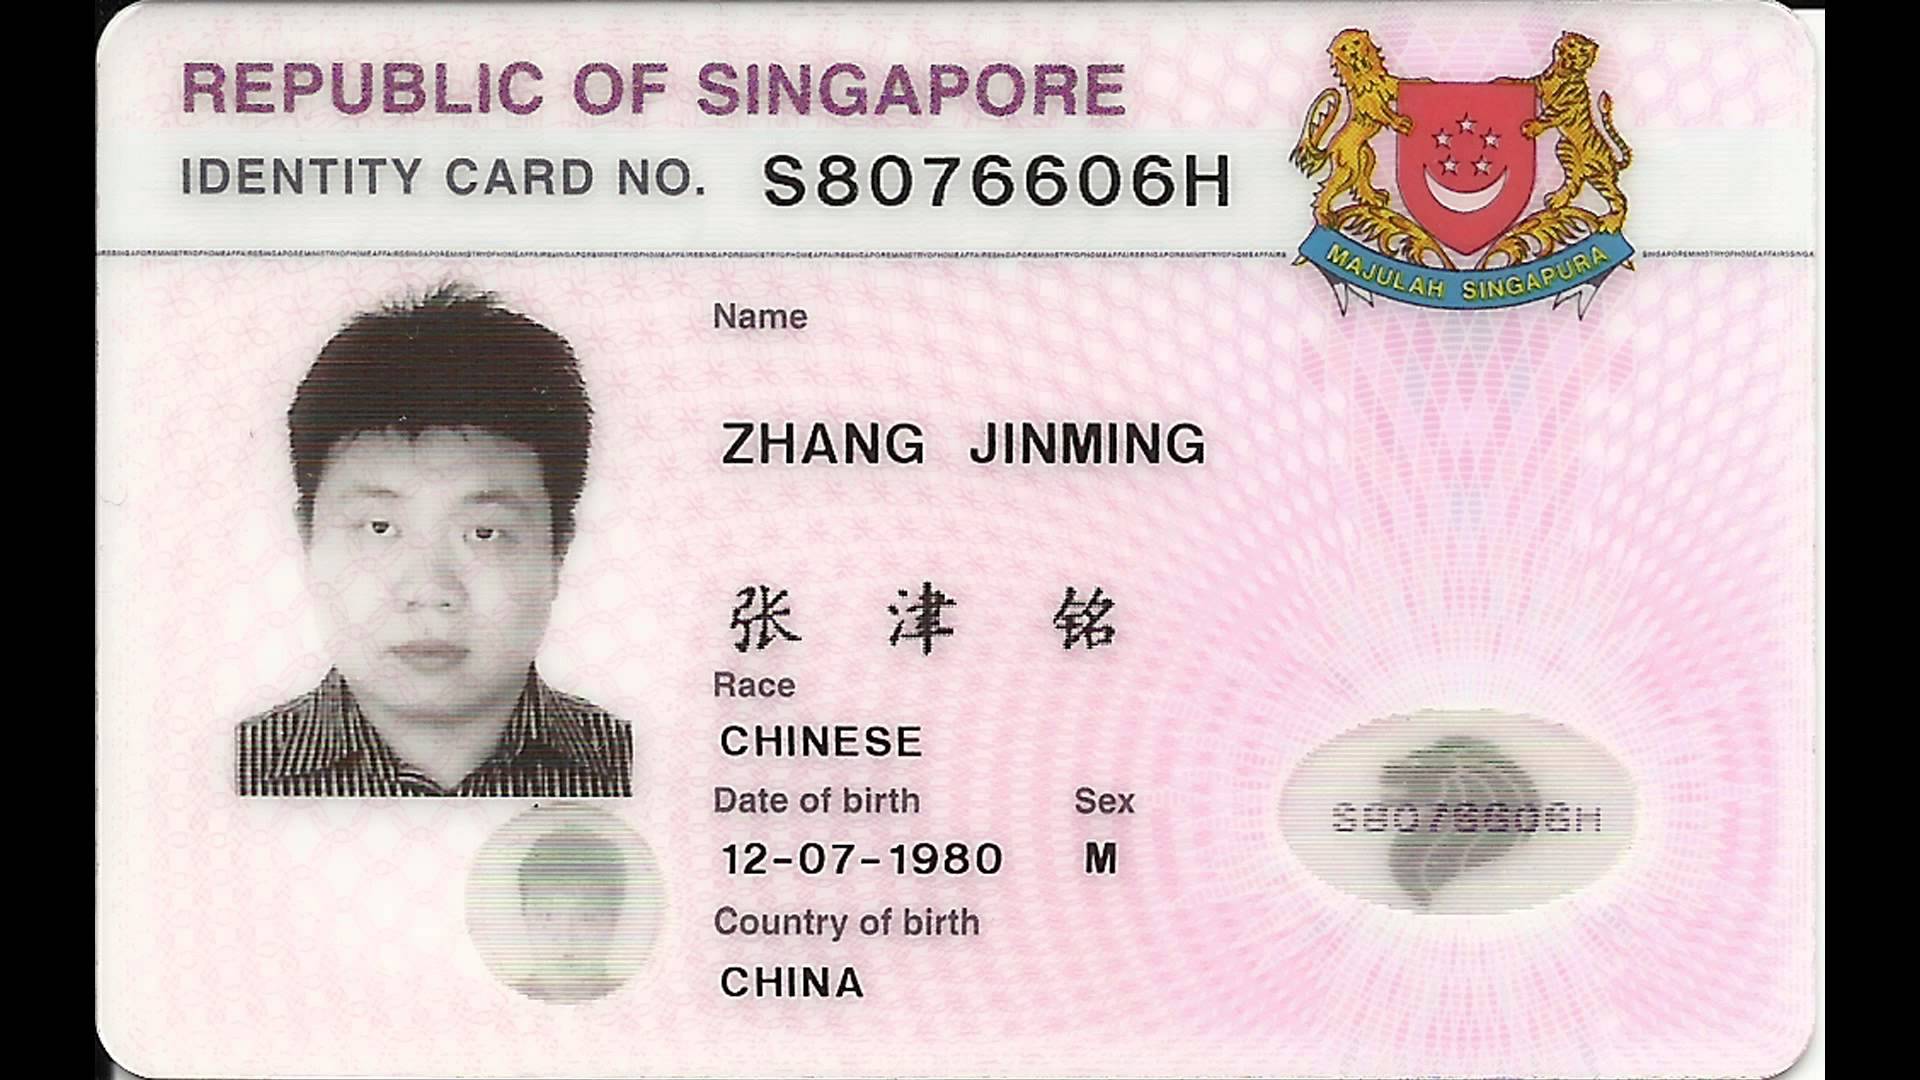 REPUBLIC OF SINGAPORE
IDENTITY CARD NO. S8076606H
MAJULAH SINGAPURA
Name
ZHANG JINMING
张 津 铭
Race
CHINESE
Date of birth Sex
12-07-1980 M
S8076606H
Country of birth
CHINA